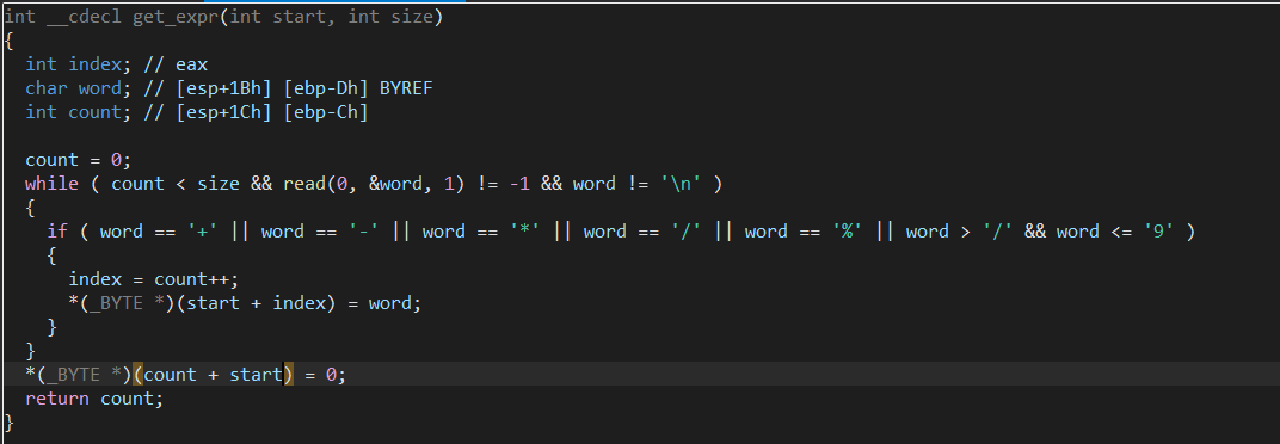 int __cdecl get_expr(int start, int size)
{
  int index; // eax
  char word; // [esp+1Bh] [ebp-Dh] BYREF
  int count; // [esp+1Ch] [ebp-Ch]

  count = 0;
  while ( count < size && read(0, &word, 1) != -1 && word != '\n' )
  {
    if ( word == '+' || word == '-' || word == '*' || word == '/' || word == '%' || word > '/' && word <= '9' )
    {
      index = count++;
      *(_BYTE *)(start + index) = word;
    }
  }
  *(_BYTE *)(count + start) = 0;
  return count;
}